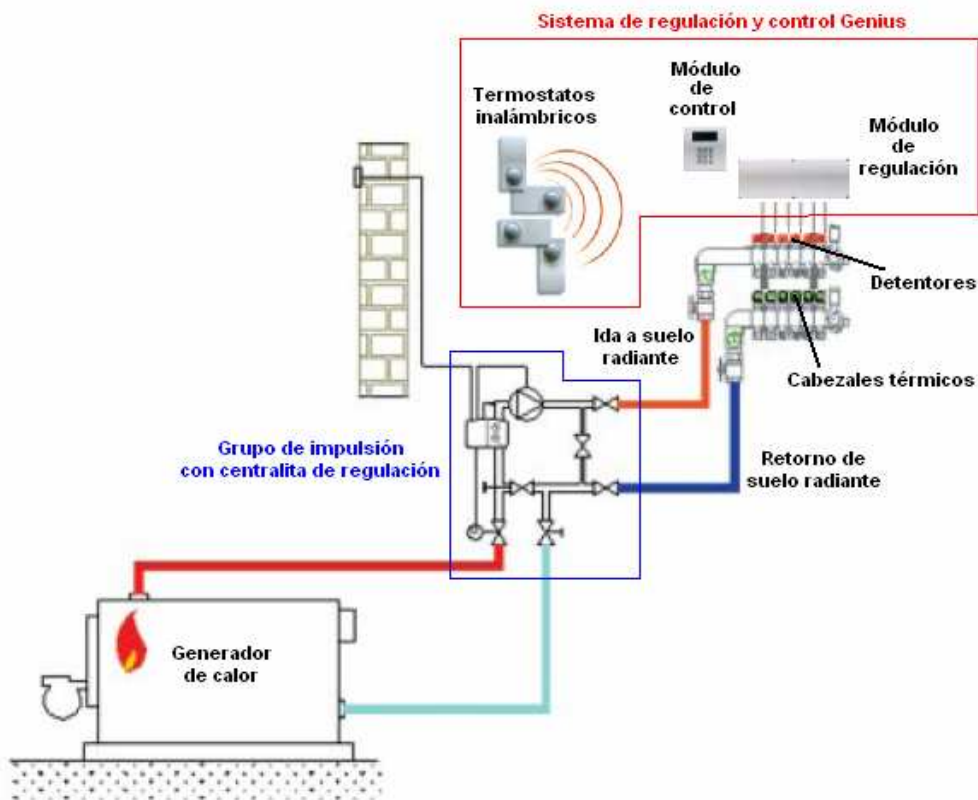 Sistema de regulación y control Genius
Termostatos
inalámbricos
Módulo
de
control
Módulo
de
regulación
Detentores
Ida a suelo
radiante
Cabezales térmicos
Grupo de impulsión
con centralita de regulación
Retorno de
suelo radiante
Generador
de calor